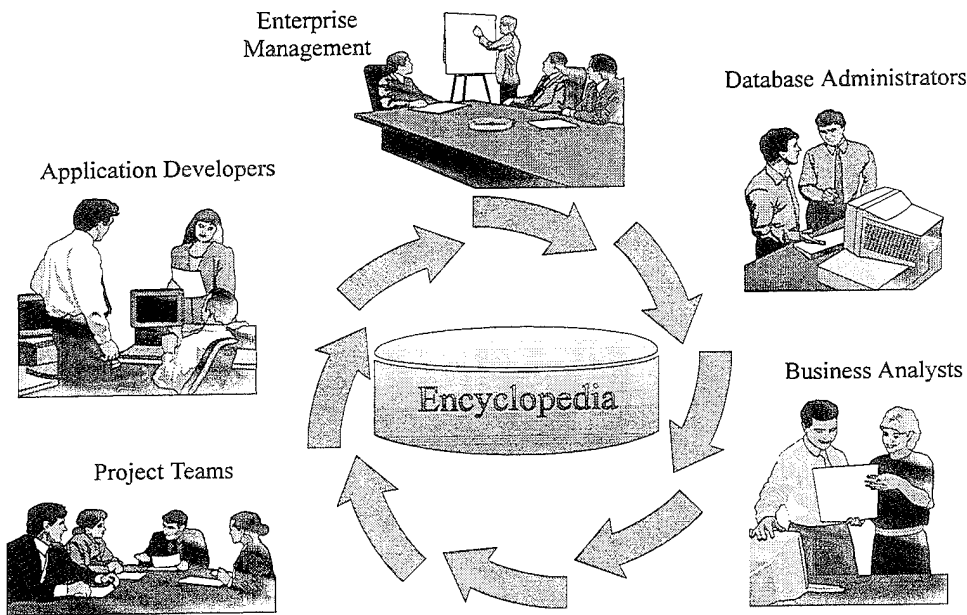 Enterprise
Management
Database Administrators
Application Developers
Business Analysts
Encyclopedia
Project Teams